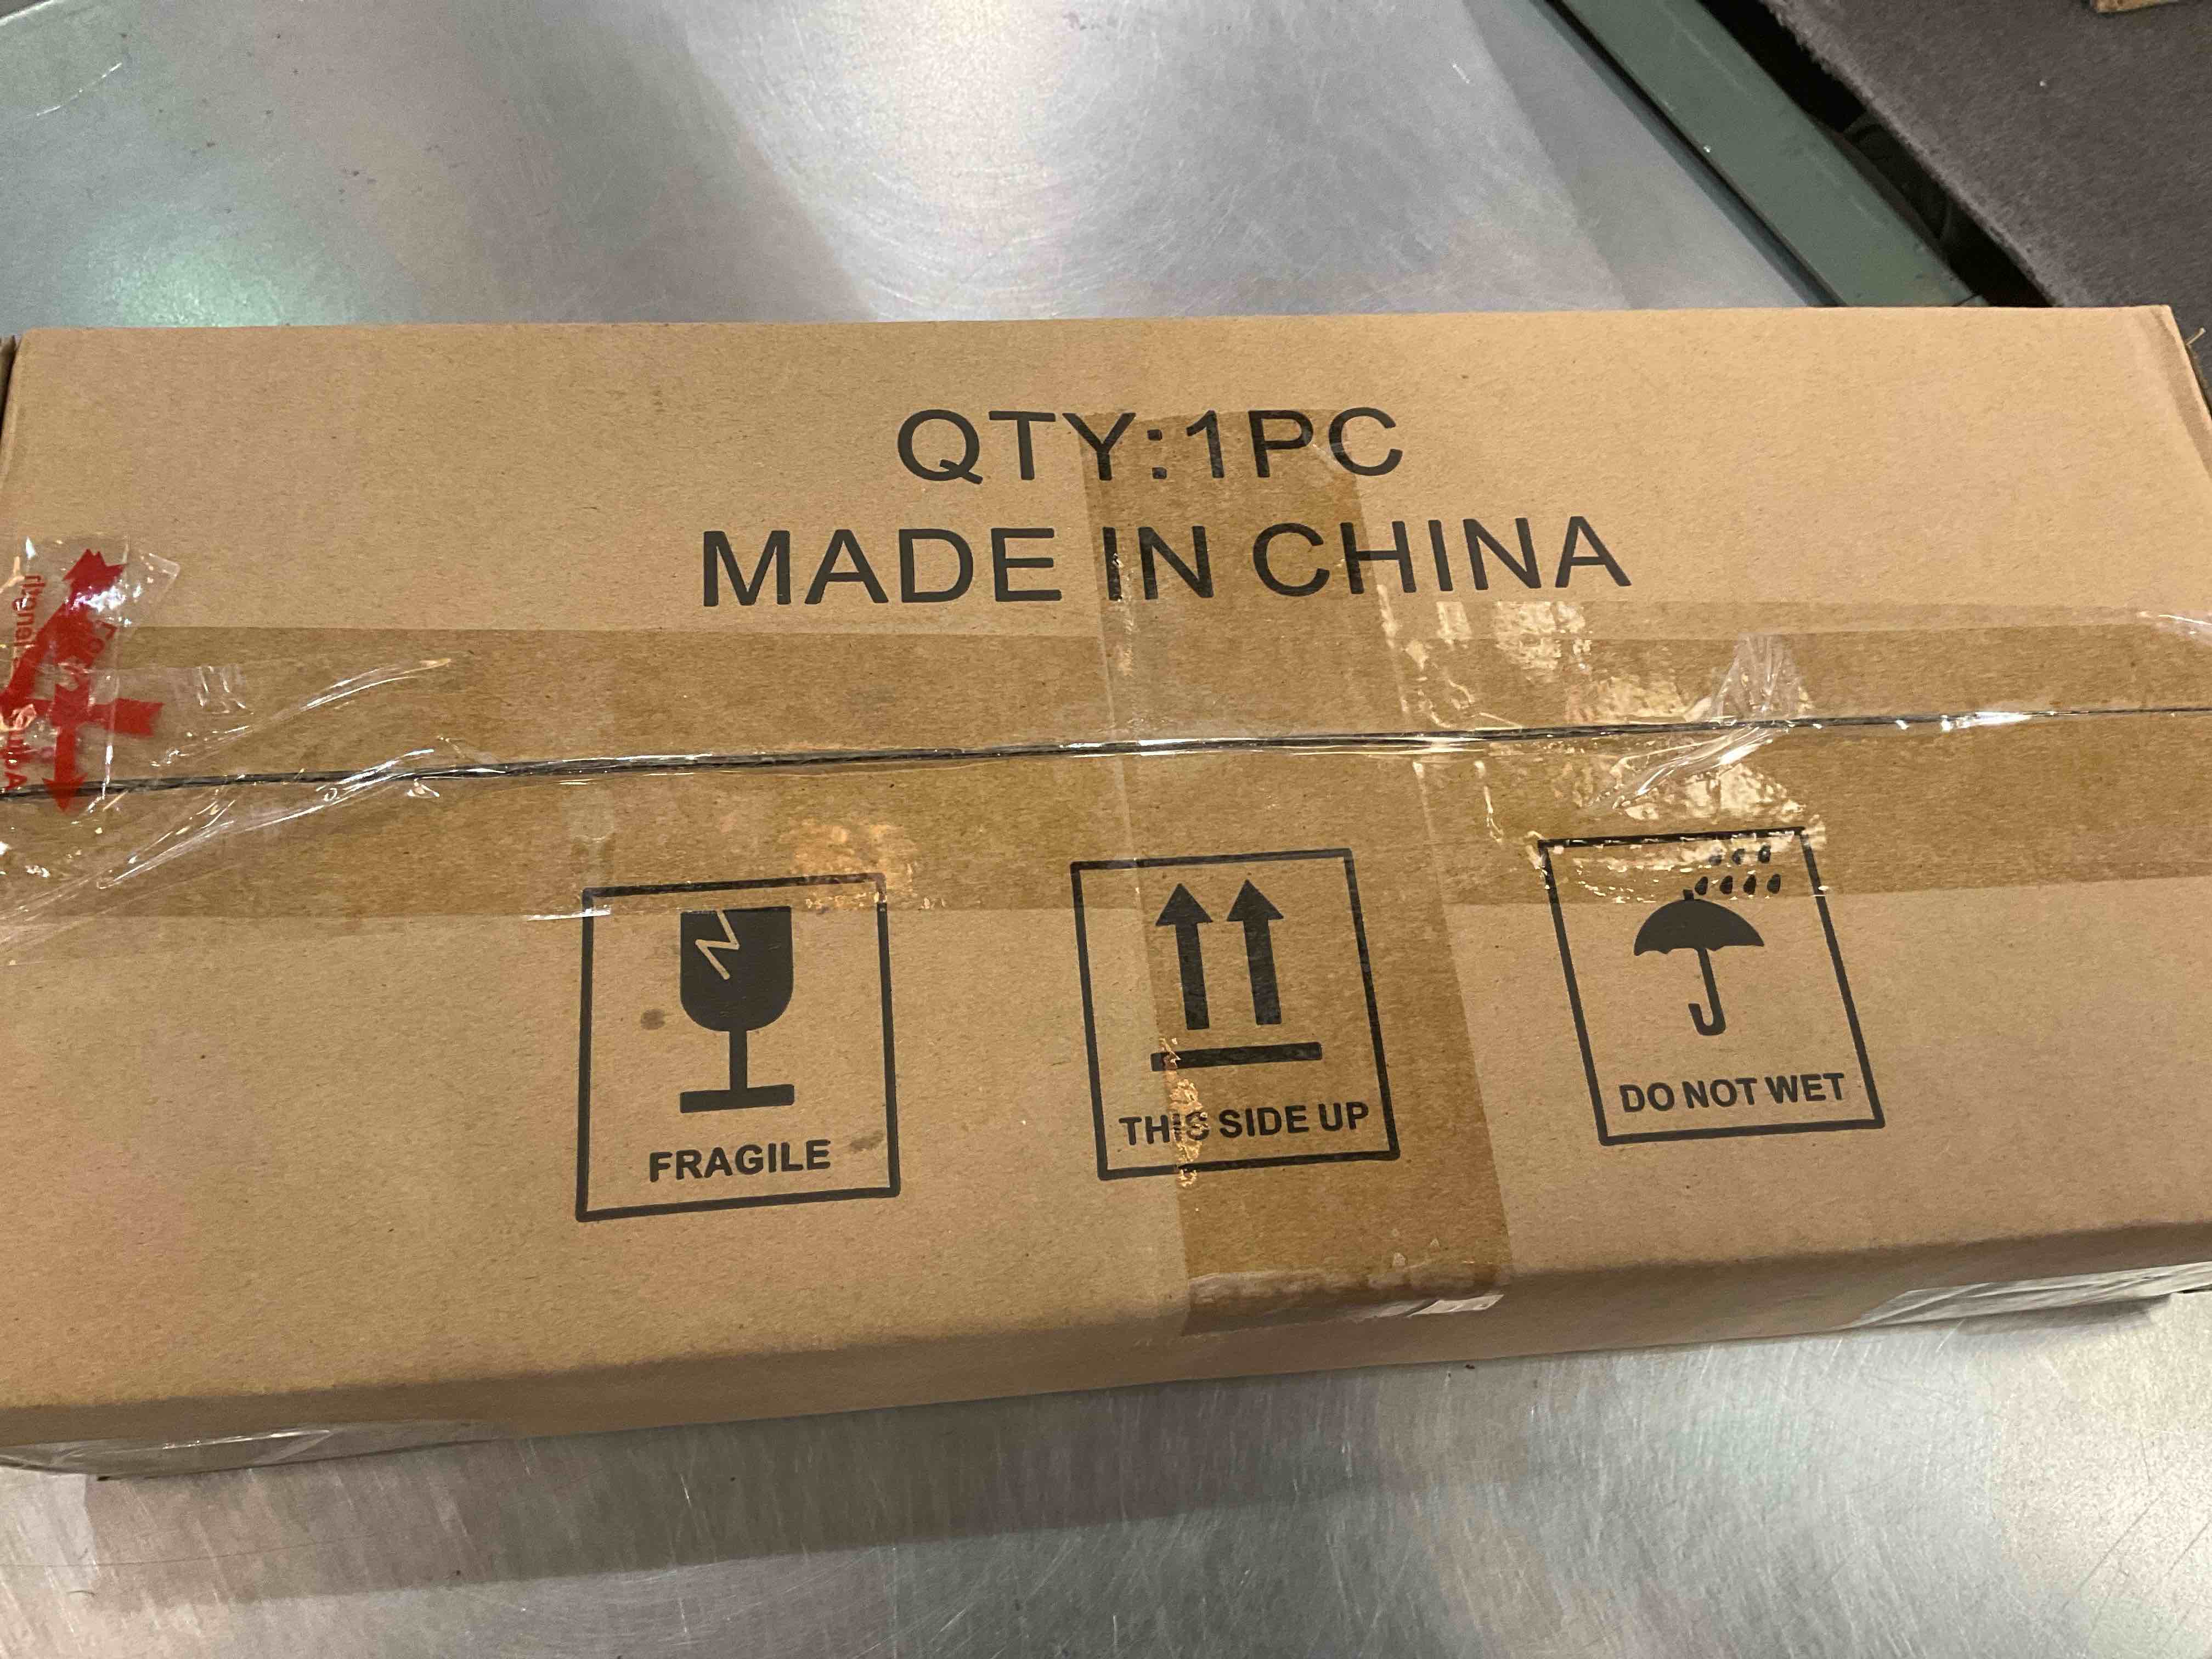 QTY:1PC
MADE IN CHINA
FRAGILE
THIS SIDE UP
DO NOT WET